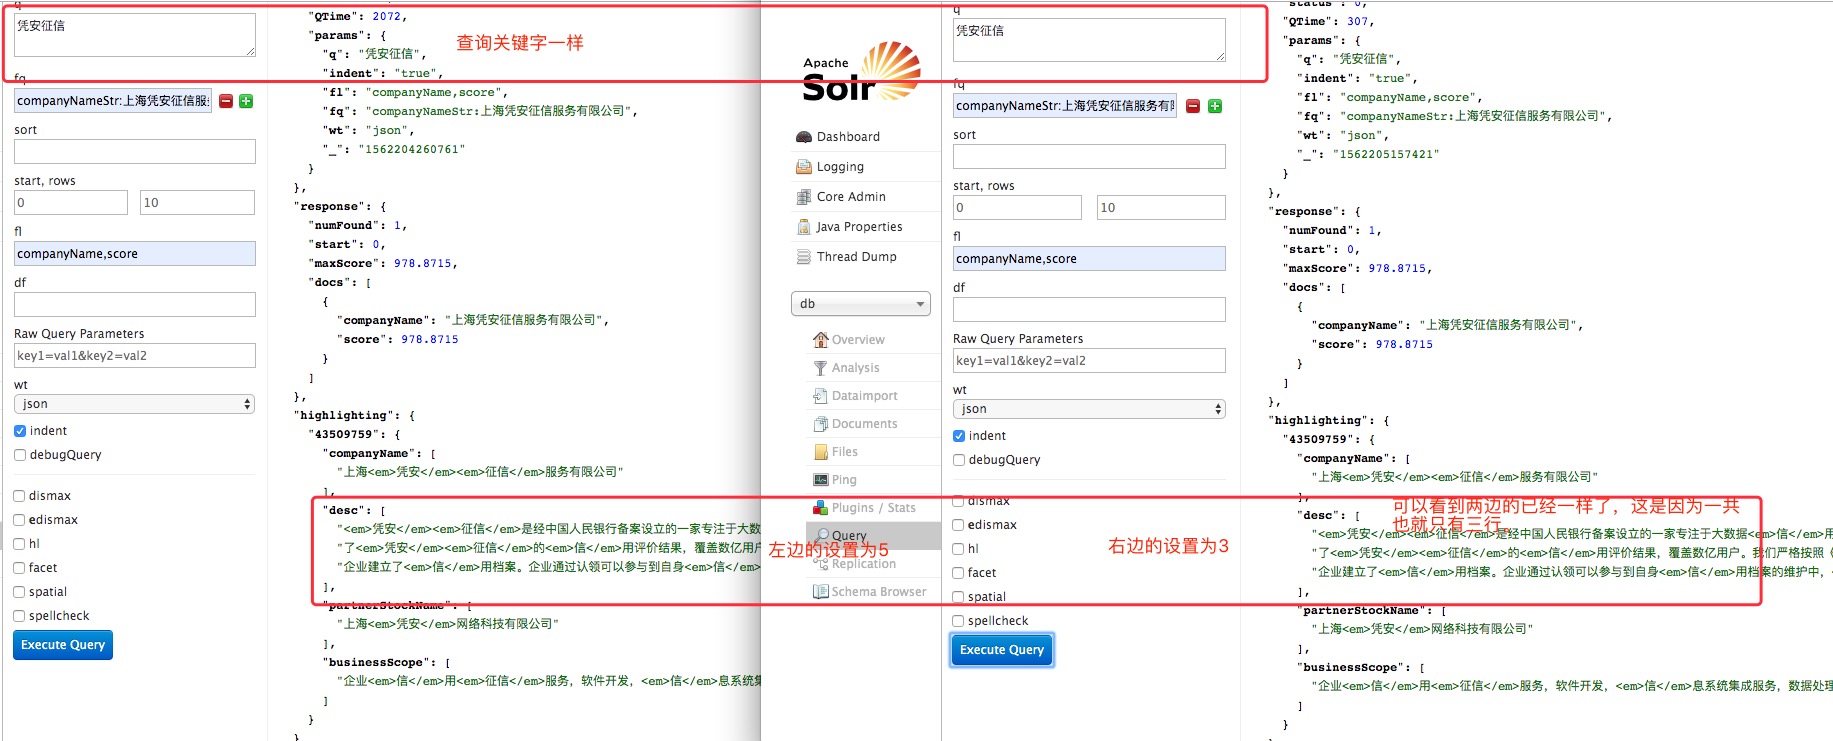 q
凭安征信
fq
companyNameStr:上海凭安征信服
sort
start, rows
0
10
fl
companyName,score
df
Raw Query Parameters
key1=val1&key2=val2
wt
json
indent
debugQuery
dismax
edismax
hl
facet
spatial
spellcheck
Execute Query
"QTime": 2072,
"params": {
"q": "凭安征信",
"indent": "true",
"fl": "companyName,score",
"fq": "companyNameStr:上海凭安征信服务有限公司",
"wt": "json",
"_": "1562204260761"
}
},
"response": {
"numFound": 1,
"start": 0,
"maxScore": 978.8715,
"docs": [
{
"companyName": "上海凭安征信服务有限公司",
"score": 978.8715
}
]
},
"highlighting": {
"43509759": {
"companyName": [
"上海<em>凭安</em><em>征信</em>服务有限公司"
],
"desc": [
"<em>凭安</em><em>征信</em>是经中国人民银行备案设立的一家专注于大数
"了<em>凭安</em><em>征信</em>的<em>信</em>用评价结果，覆盖数亿用户
"企业建立了<em>信</em>用档案。企业通过认领可以参与到自身<em>信</em>
],
"partnerStockName": [
"上海<em>凭安</em>网络科技有限公司"
],
"businessScope": [
"企业<em>信</em>用<em>征信</em>服务，软件开发，<em>信</em>息系统集
]
}
}
查询关键字一样
Apache
Solr
Dashboard
Logging
Core Admin
Java Properties
Thread Dump
db
Overview
Analysis
Dataimport
Documents
Files
Ping
Plugins / Stats
Query
Replication
Schema Browser
左边的设置为5
q
凭安征信
fq
companyNameStr:上海凭安征信服务有
sort
start, rows
0
10
fl
companyName,score
df
Raw Query Parameters
key1=val1&key2=val2
wt
json
indent
debugQuery
dismax
edismax
hl
facet
spatial
spellcheck
Execute Query
右边的设置为3
"status": 0,
"QTime": 307,
"params": {
"q": "凭安征信",
"indent": "true",
"fl": "companyName,score",
"fq": "companyNameStr:上海凭安征信服务有限公司",
"wt": "json",
"_": "1562205157421"
}
},
"response": {
"numFound": 1,
"start": 0,
"maxScore": 978.8715,
"docs": [
{
"companyName": "上海凭安征信服务有限公司",
"score": 978.8715
}
]
},
"highlighting": {
"43509759": {
"companyName": [
"上海<em>凭安</em><em>征信</em>服务有限公司"
],
"desc": [
"<em>凭安</em><em>征信</em>是经中国人民银行备案设立的一家专注于大数据<em>信</em>用
"了<em>凭安</em><em>征信</em>的<em>信</em>用评价结果，覆盖数亿用户。我们严格按照《
"企业建立了<em>信</em>用档案。企业通过认领可以参与到自身<em>信</em>用档案的维护中，<
],
"partnerStockName": [
"上海<em>凭安</em>网络科技有限公司"
],
"businessScope": [
"企业<em>信</em>用<em>征信</em>服务，软件开发，<em>信</em>息系统集成服务，数据处理
]
}
可以看到两边的已经一样了，这是因为一共
也就只有三行